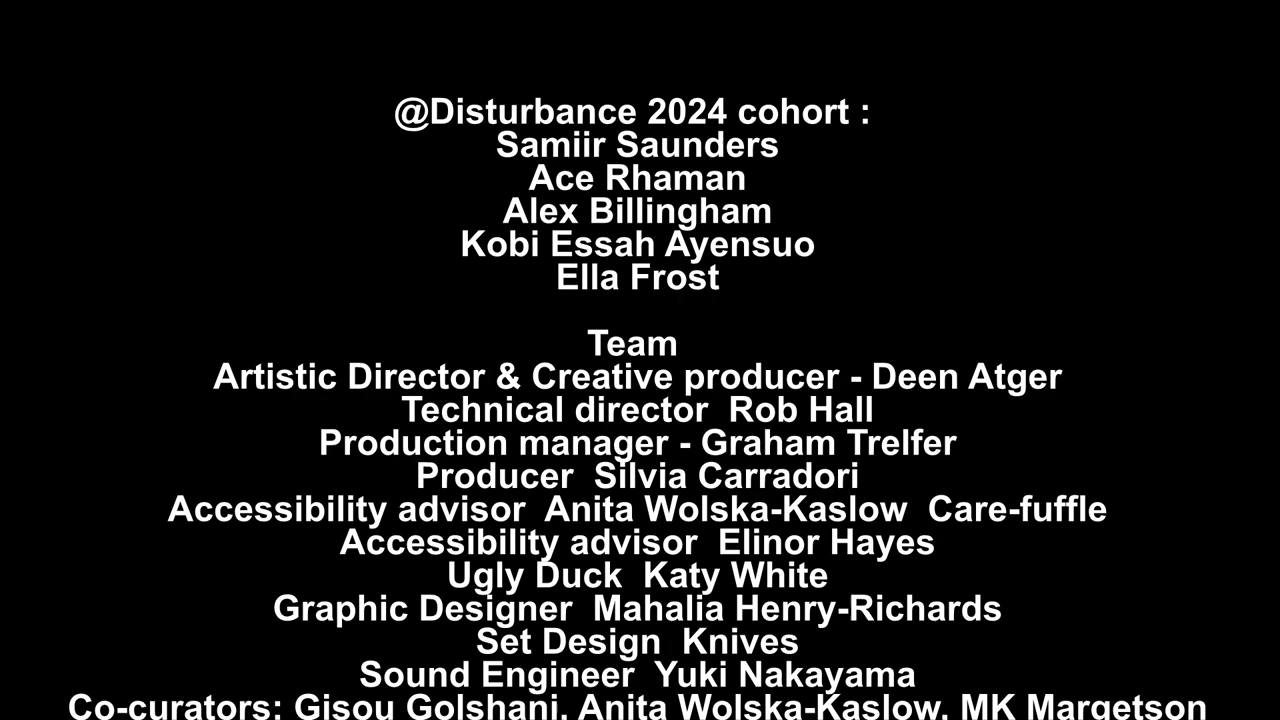 @Disturbance 2024 cohort :
Samiir Saunders
Ace Rhaman
Alex Billingham
Kobi Essah Ayensuo
Ella Frost
Team
Artistic Director & Creative producer - Deen Atger
Technical director  Rob Hall
Production manager - Graham Trelfer
Producer  Silvia Carradori
Accessibility advisor  Anita Wolska-Kaslow  Care-fuffle
Accessibility advisor  Elinor Hayes
Ugly Duck  Katy White
Graphic Designer  Mahalia Henry-Richards
Set Design  Knives
Sound Engineer  Yuki Nakayama
Co-curators: Gisou Golshani, Anita Wolska-Kaslow, MK Margetson